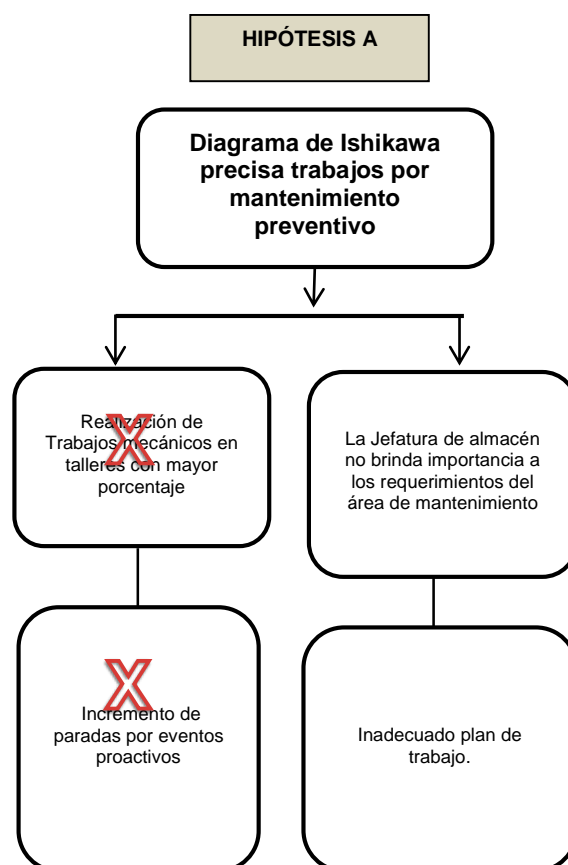 HIPÓTESIS A
Diagrama de Ishikawa
precisa trabajos por
mantenimiento
preventivo
Realización de
Trabajos mecánicos en
talleres con mayor
porcentaje
X
La Jefatura de almacén
no brinda importancia a
los requerimientos del
área de mantenimiento
X
Incremento de
paradas por eventos
proactivos
Inadecuado plan de
trabajo.